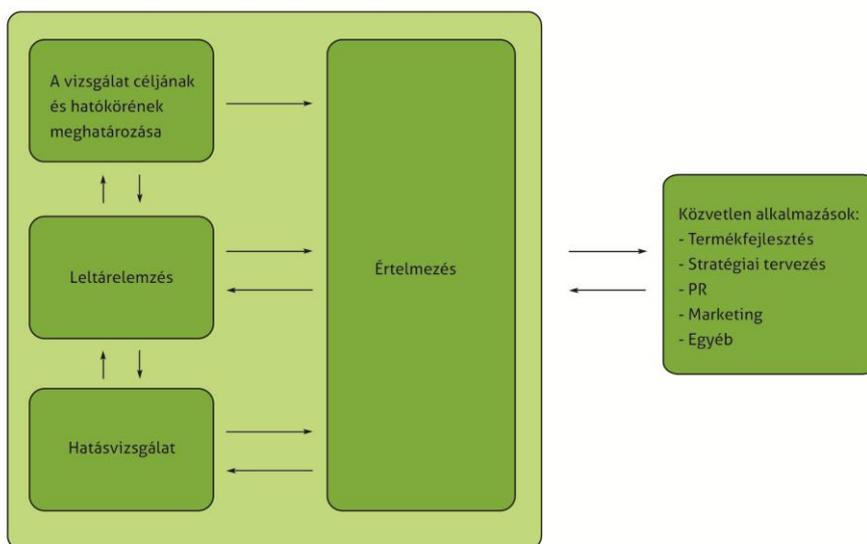 A vizsgálat céljának
és hatókörének
meghatározása
Leltárelemzés
Hatásvizsgálat
Értelmezés
Közvetlen alkalmazások:
- Termékfejlesztés
- Stratégiai tervezés
- PR
- Marketing
- Egyéb